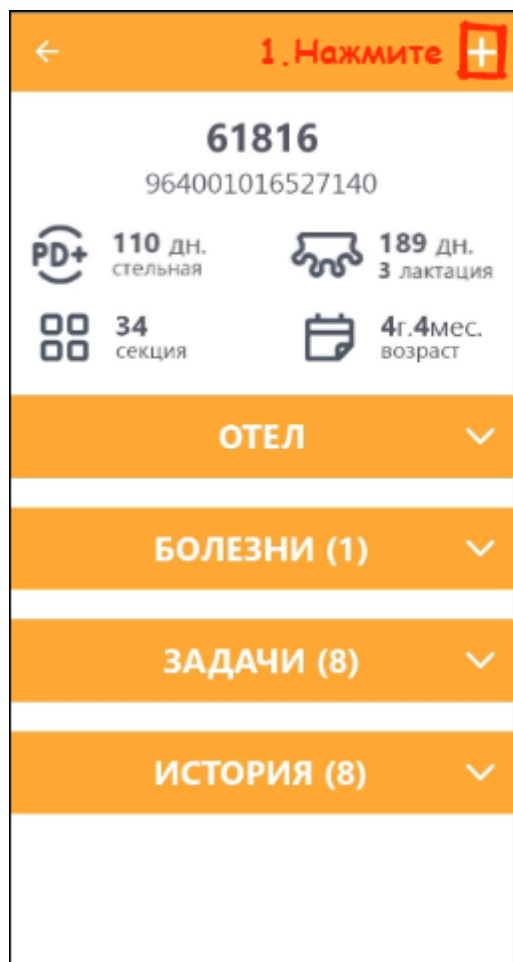 1.Нажмите
61816
964001016527140
PD+
110 дн.
стельная
189 дн.
3 лактация
34
секция
4г.4мес.
возраст
ОТЕЛ
БОЛЕЗНИ (1)
ЗАДАЧИ (8)
ИСТОРИЯ (8)